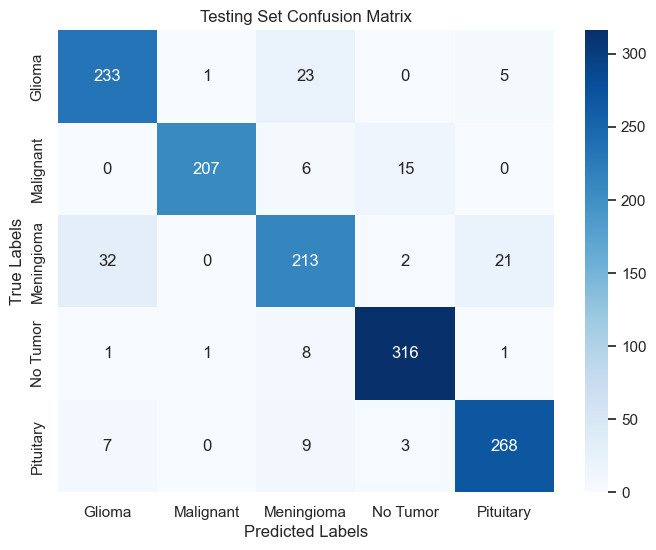 Testing Set Confusion Matrix
True Labels
Glioma 233 1 23 0 5
Malignant 0 207 6 15 0
Meningioma 32 0 213 2 21
No Tumor 1 1 8 316 1
Pituitary 7 0 9 3 268
Glioma Malignant Meningioma No Tumor Pituitary
Predicted Labels
300
250
200
150
100
50
0